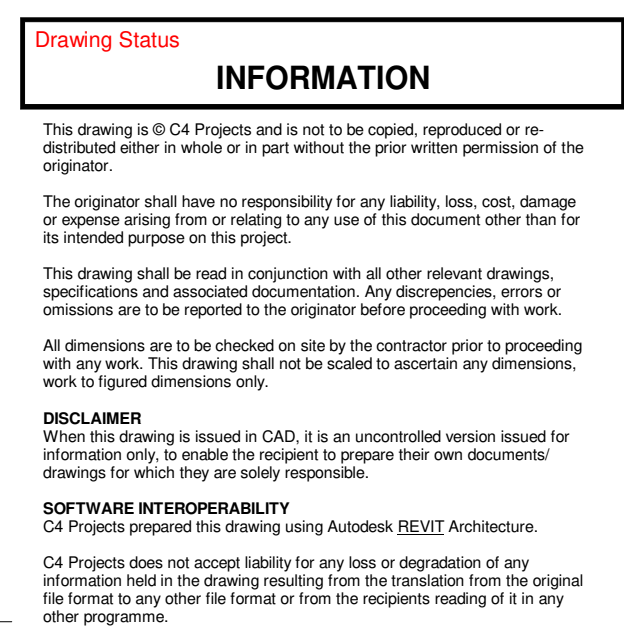 Drawing Status
INFORMATION
This drawing is © C4 Projects and is not to be copied, reproduced or re-
distributed either in whole or in part without the prior written permission of the
originator.
The originator shall have no responsibility for any liability, loss, cost, damage
or expense arising from or relating to any use of this document other than for
its intended purpose on this project.
This drawing shall be read in conjunction with all other relevant drawings,
specifications and associated documentation. Any discrepencies, errors or
omissions are to be reported to the originator before proceeding with work.
All dimensions are to be checked on site by the contractor prior to proceeding
with any work. This drawing shall not be scaled to ascertain any dimensions,
work to figured dimensions only.
DISCLAIMER
When this drawing is issued in CAD, it is an uncontrolled version issued for
information only, to enable the recipient to prepare their own documents/
drawings for which they are solely responsible.
SOFTWARE INTEROPERABILITY
C4 Projects prepared this drawing using Autodesk REVIT Architecture.
C4 Projects does not accept liability for any loss or degradation of any
information held in the drawing resulting from the translation from the original
file format to any other file format or from the recipients reading of it in any
other programme.